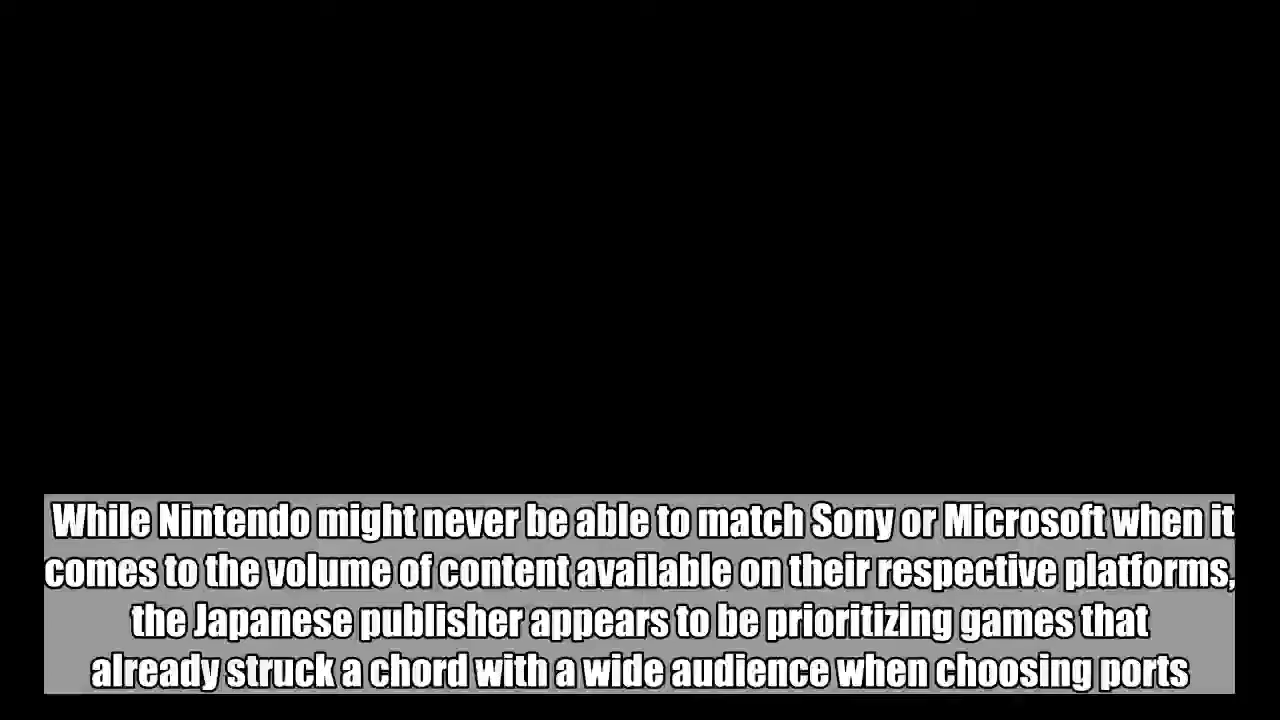 While Nintendo might never be able to match Sony or Microsoft when it
comes to the volume of content available on their respective platforms,
the Japanese publisher appears to be prioritizing games that
already struck a chord with a wide audience when choosing ports